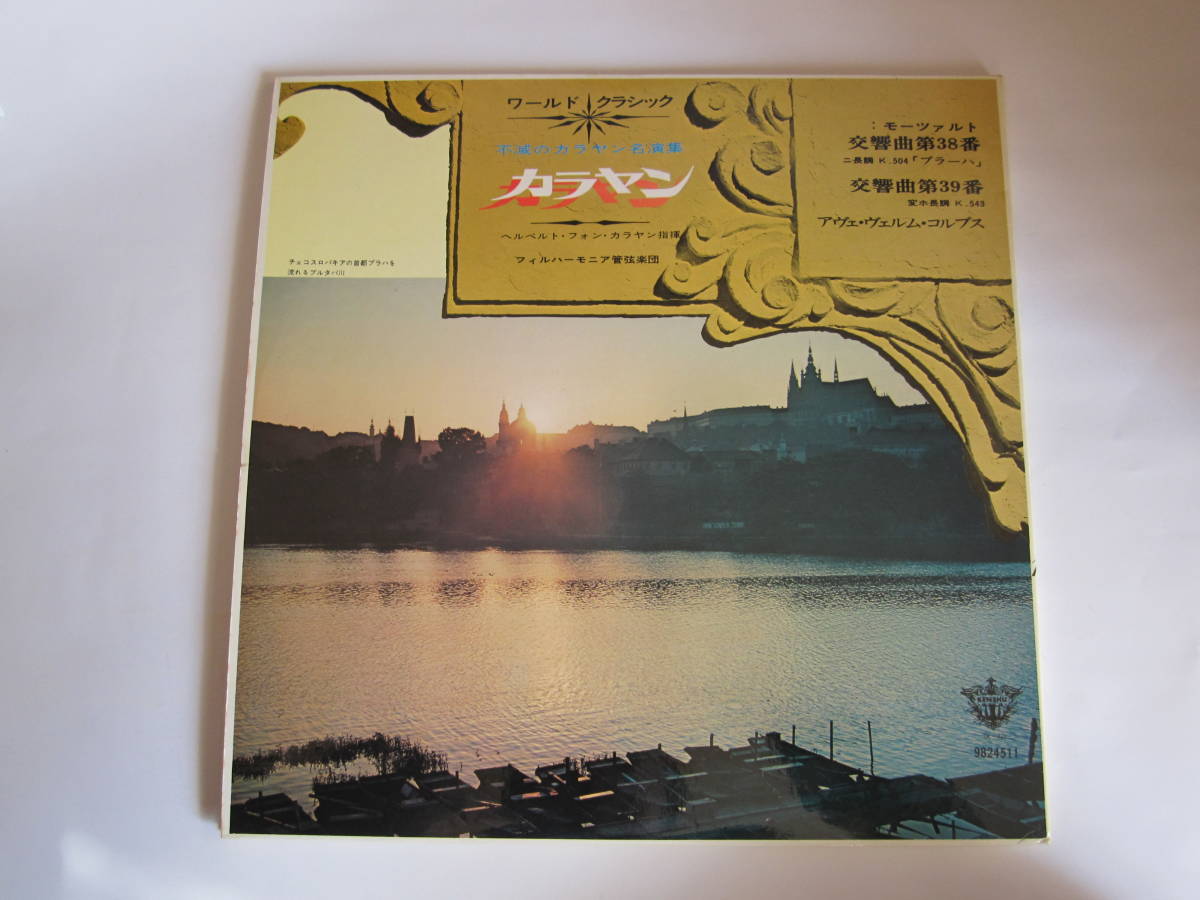 ワールド クラシック
不滅のカラヤン名演集
カラヤン
ヘルベルト・フォン・カラヤン指揮
フィルハーモニア管弦楽団
：モーツァルト
交響曲第38番
ニ長調 K.504「プラーハ」
交響曲第39番
変ホ長調 K.543
アヴェ・ヴェルム・コルプス
チェコスロバキアの首都プラハを
流れるブルタバ川
9824511